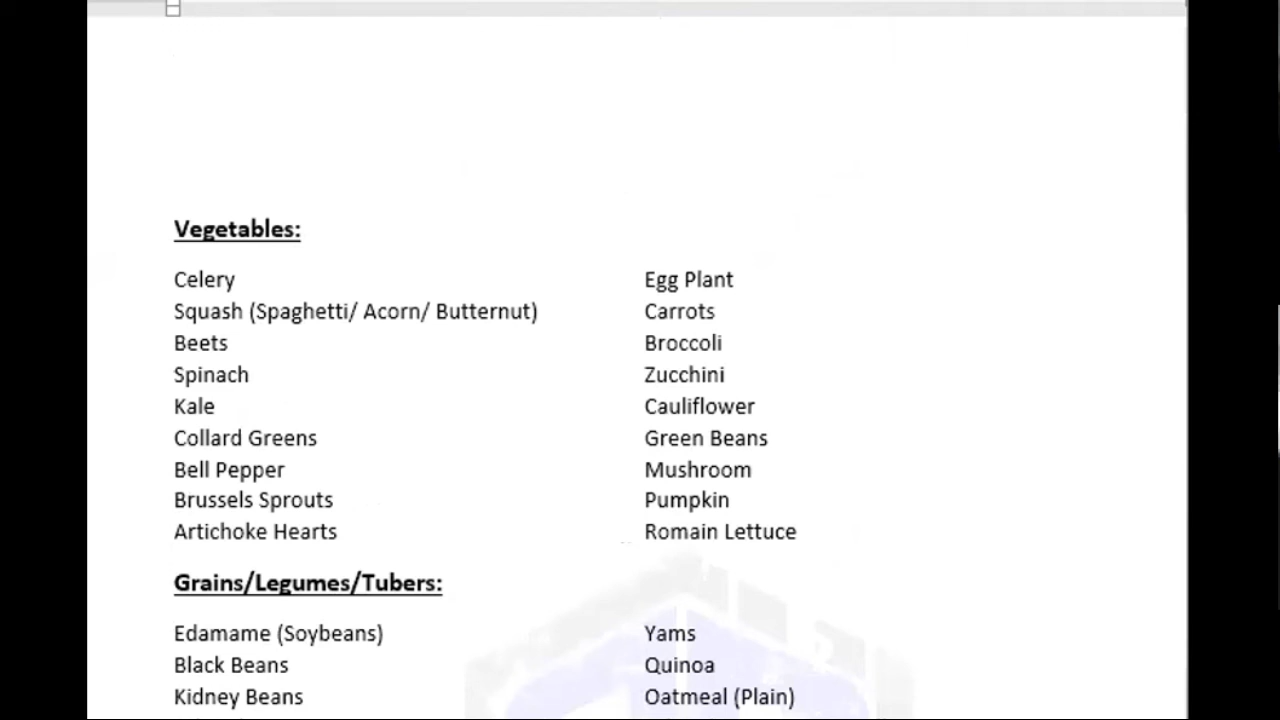 Vegetables:
Celery
Squash (Spaghetti/ Acorn/ Butternut)
Beets
Spinach
Kale
Collard Greens
Bell Pepper
Brussels Sprouts
Artichoke Hearts
Egg Plant
Carrots
Broccoli
Zucchini
Cauliflower
Green Beans
Mushroom
Pumpkin
Romain Lettuce
Grains/Legumes/Tubers:
Edamame (Soybeans)
Black Beans
Kidney Beans
Yams
Quinoa
Oatmeal (Plain)